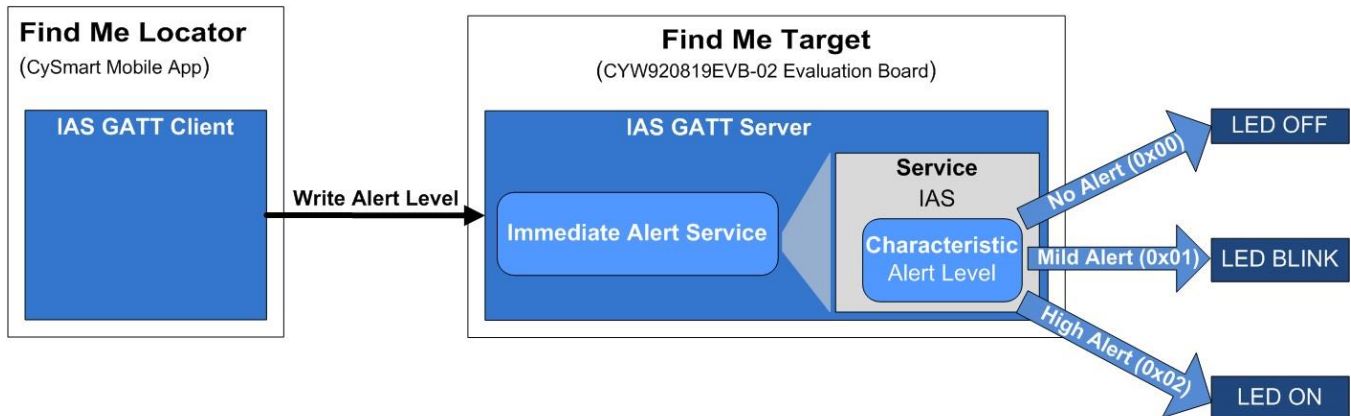 Find Me Locator
(CySmart Mobile App)
IAS GATT Client
Write Alert Level
Find Me Target
(CYW920819EVB-02 Evaluation Board)
IAS GATT Server
Immediate Alert Service
Service
IAS
Characteristic
Alert Level
No Alert (0x00)
Mild Alert (0x01)
High Alert (0x02)
LED OFF
LED BLINK
LED ON